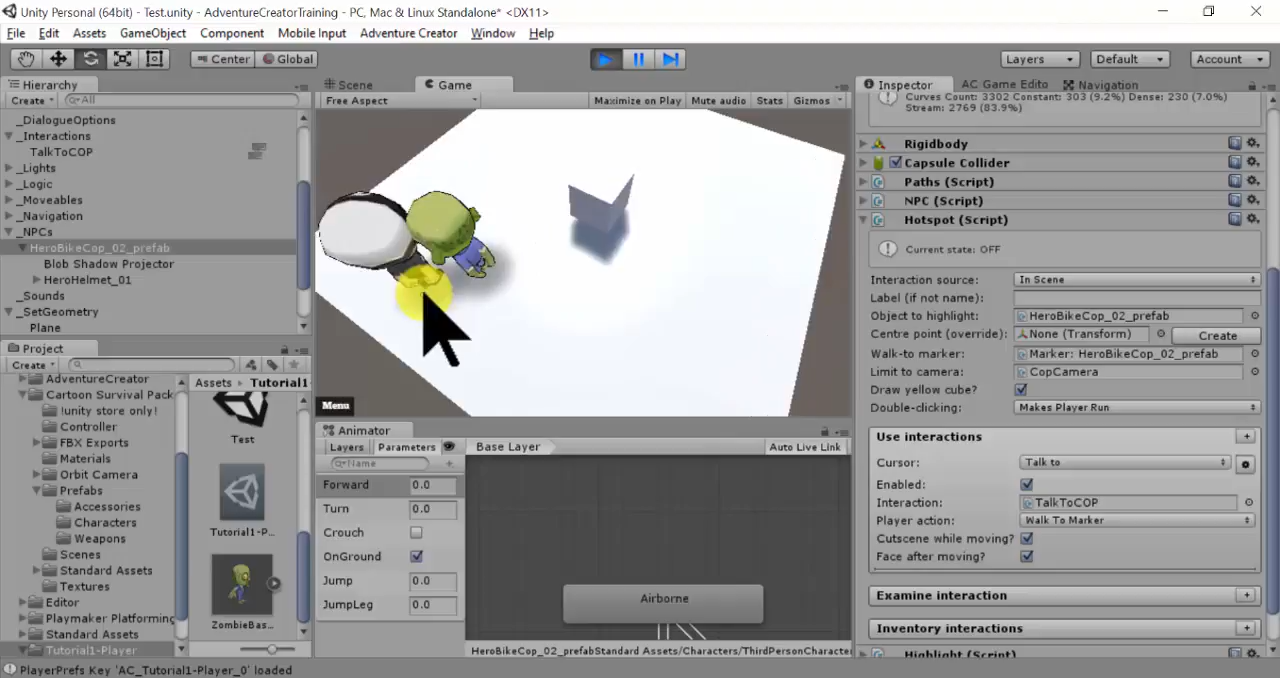 Unity Personal (64bit) - Test.unity - AdventureCreatorTraining - PC, Mac & Linux Standalone* <DX11>
File Edit Assets GameObject Component Mobile Input Adventure Creator Window Help
Center Global Layers Default Account
Hierarchy
Create All
_DialogueOptions
_Interactions
TalkToCOP
_Lights
_Logic
_Moveables
_Navigation
_NPCs
HeroBikeCop_02_prefab
Blob Shadow Projector
HeroHelmet_01
_Sounds
_SetGeometry
Plane
Project
Create
AdventureCreator
Cartoon Survival Pack
!unity store only!
Controller
FBX Exports
Materials
Orbit Camera
Prefabs
Accessories
Characters
Weapons
Scenes
Standard Assets
Textures
Editor
Playmaker Platforming
Standard Assets
Tutorial1-Player
Assets Tutorial1-
Test
Tutorial1-P...
ZombieBas...
Scene Game
Free Aspect Maximize on Play Mute audio Stats Gizmos
Menu
Animator
Layers Parameters Base Layer Auto Live Link
Name
Forward 0.0
Turn 0.0
Crouch
OnGround
Jump 0.0
JumpLeg 0.0
Airborne
HeroBikeCop_02_prefabStandard Assets/Characters/ThirdPersonCharacter
Inspector AC Game Edito Navigation
Curves Count: 3302 Constant: 303 (9.2%) Dense: 230 (7.0%)
Stream: 2769 (83.9%)
Rigidbody
Capsule Collider
Paths (Script)
NPC (Script)
Hotspot (Script)
Current state: OFF
Interaction source: In Scene
Label (if not name):
Object to highlight: HeroBikeCop_02_prefab
Centre point (override): None (Transform) Create
Walk-to marker: Marker: HeroBikeCop_02_prefab
Limit to camera: CopCamera
Draw yellow cube?
Double-clicking: Makes Player Run
Use interactions +
Cursor: Talk to
Enabled:
Interaction: TalkToCOP
Player action: Walk To Marker
Cutscene while moving?
Face after moving?
Examine interaction +
Inventory interactions +
Highlight (Script)
PlayerPrefs Key 'AC_Tutorial1-Player_0' loaded